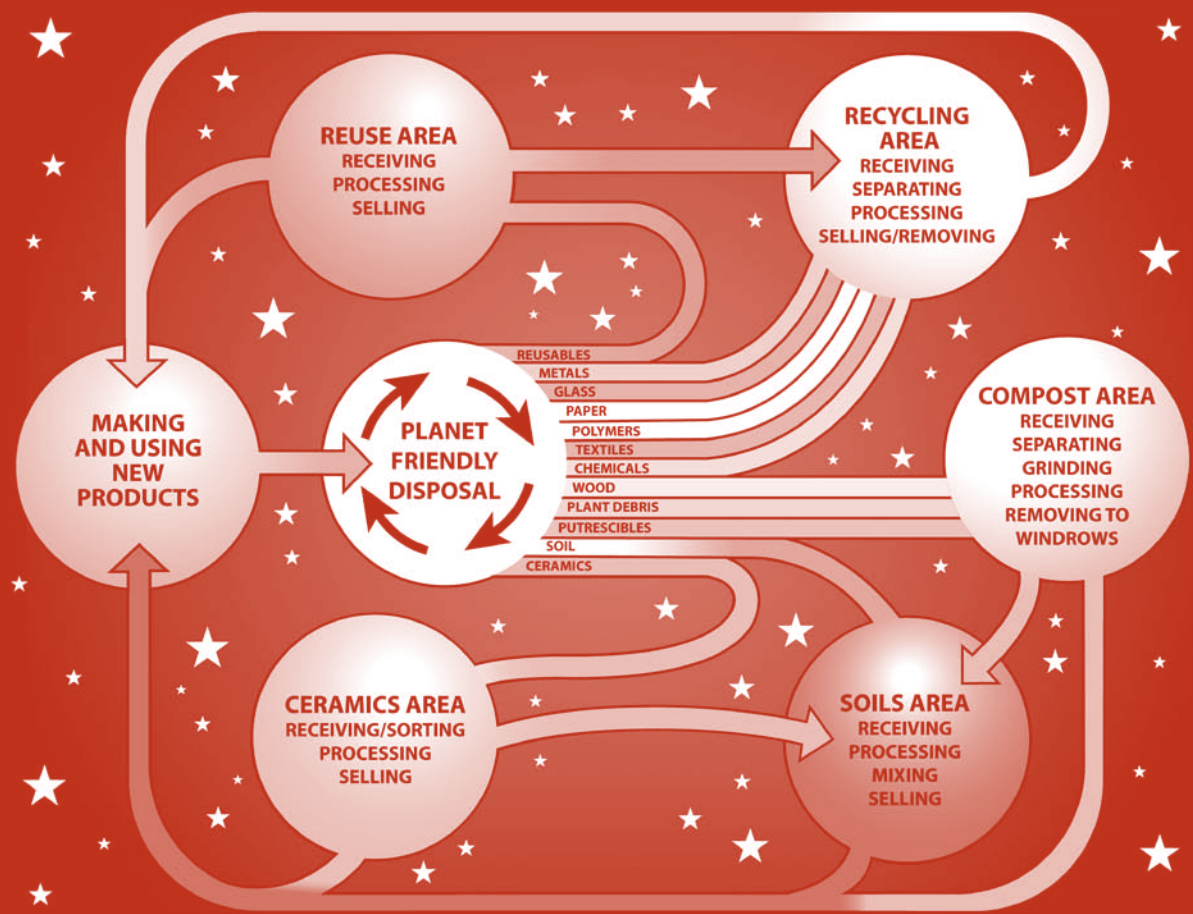 REUSE AREA
RECEIVING
PROCESSING
SELLING
RECYCLING
AREA
RECEIVING
SEPARATING
PROCESSING
SELLING/REMOVING
MAKING
AND USING
NEW
PRODUCTS
PLANET
FRIENDLY
DISPOSAL
REUSABLES
METALS
GLASS
PAPER
POLYMERS
TEXTILES
CHEMICALS
WOOD
PLANT DEBRIS
PUTRESCIBLES
SOIL
CERAMICS
COMPOST AREA
RECEIVING
SEPARATING
GRINDING
PROCESSING
REMOVING TO
WINDROWS
CERAMICS AREA
RECEIVING/SORTING
PROCESSING
SELLING
SOILS AREA
RECEIVING
PROCESSING
MIXING
SELLING